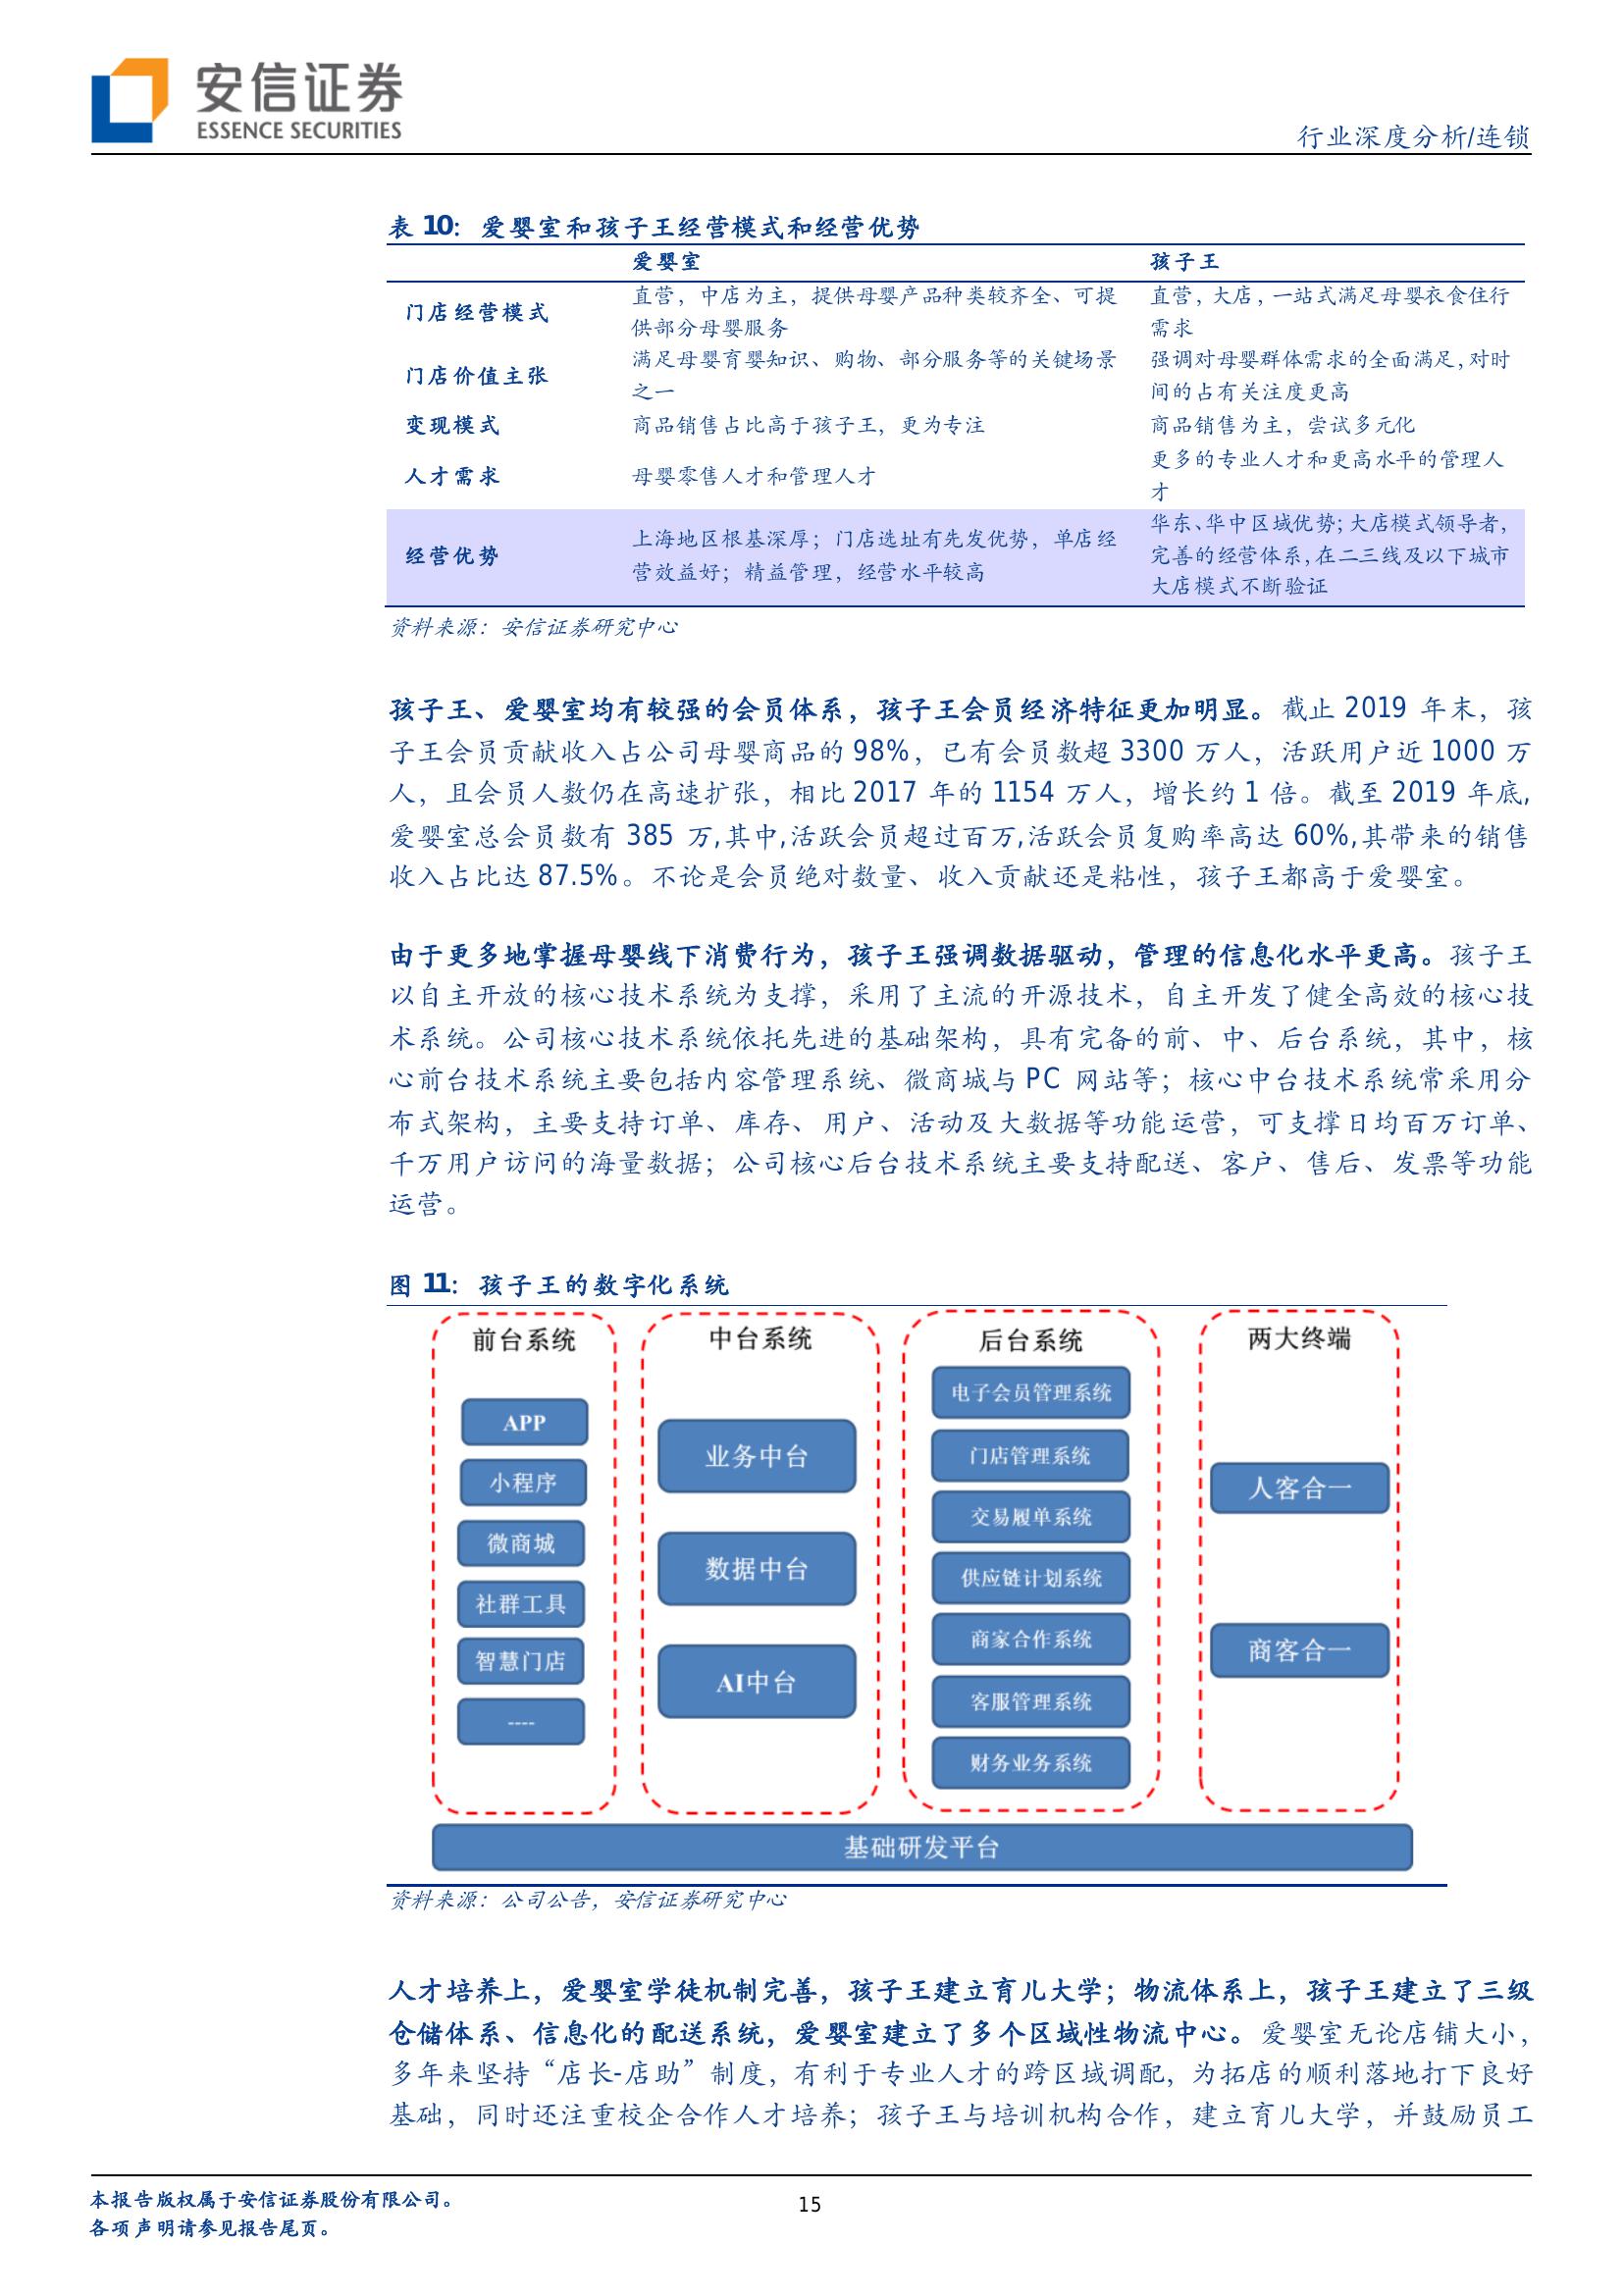 安信证券
ESSENCE SECURITIES
行业深度分析/连锁
表 10：爱婴室和孩子王经营模式和经营优势
爱婴室 孩子王
门店经营模式 直营，中店为主，提供母婴产品种类较齐全、可提 直营，大店，一站式满足母婴衣食住行
供部分母婴服务 需求
门店价值主张 满足母婴育婴知识、购物、部分服务等的关键场景 强调对母婴群体需求的全面满足，对时
之一 间的占有关注度更高
变现模式 商品销售占比高于孩子王，更为专注 商品销售为主，尝试多元化
人才需求 母婴零售人才和管理人才 更多的专业人才和更高水平的管理人
才
经营优势 上海地区根基深厚；门店选址有先发优势，单店经 华东、华中区域优势；大店模式领导者，
营效益好；精益管理，经营水平较高 完善的经营体系，在二三线及以下城市
大店模式不断验证
资料来源：安信证券研究中心
孩子王、爱婴室均有较强的会员体系，孩子王会员经济特征更加明显。截止 2019 年末，孩
子王会员贡献收入占公司母婴商品的 98%，已有会员数超 3300 万人，活跃用户近 1000 万
人，且会员人数仍在高速扩张，相比 2017 年的 1154 万人，增长约 1 倍。截至 2019 年底,
爱婴室总会员数有 385 万,其中,活跃会员超过百万,活跃会员复购率高达 60%,其带来的销售
收入占比达 87.5%。不论是会员绝对数量、收入贡献还是粘性，孩子王都高于爱婴室。
由于更多地掌握母婴线下消费行为，孩子王强调数据驱动，管理的信息化水平更高。孩子王
以自主开放的核心技术系统为支撑，采用了主流的开源技术，自主开发了健全高效的核心技
术系统。公司核心技术系统依托先进的基础架构，具有完备的前、中、后台系统，其中，核
心前台技术系统主要包括内容管理系统、微商城与 PC 网站等；核心中台技术系统常采用分
布式架构，主要支持订单、库存、用户、活动及大数据等功能运营，可支撑日均百万订单、
千万用户访问的海量数据；公司核心后台技术系统主要支持配送、客户、售后、发票等功能
运营。
图 11：孩子王的数字化系统
前台系统
APP
小程序
微商城
社群工具
智慧门店
----
中台系统
业务中台
数据中台
AI中台
后台系统
电子会员管理系统
门店管理系统
交易履单系统
供应链计划系统
商家合作系统
客服管理系统
财务业务系统
两大终端
人客合一
商客合一
基础研发平台
资料来源：公司公告，安信证券研究中心
人才培养上，爱婴室学徒机制完善，孩子王建立育儿大学；物流体系上，孩子王建立了三级
仓储体系、信息化的配送系统，爱婴室建立了多个区域性物流中心。爱婴室无论店铺大小，
多年来坚持“店长-店助”制度，有利于专业人才的跨区域调配，为拓店的顺利落地打下良好
基础，同时还注重校企合作人才培养；孩子王与培训机构合作，建立育儿大学，并鼓励员工
本报告版权属于安信证券股份有限公司。
各项声明请参见报告尾页。
15